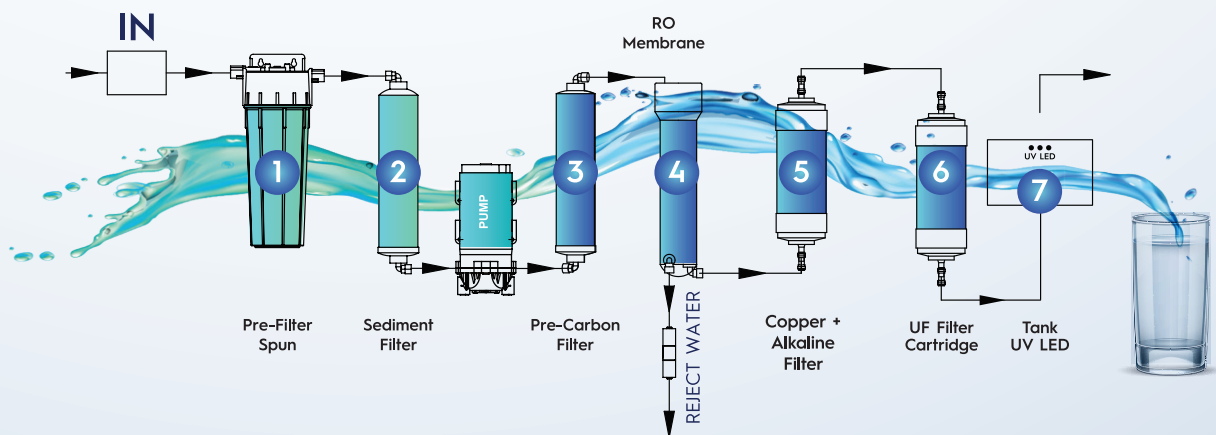 IN
RO
Membrane
1
2
PUMP
3
4
5
6
UV LED
7
Pre-Filter
Spun
Sediment
Filter
Pre-Carbon
Filter
REJECT WATER
Copper +
Alkaline
Filter
UF Filter
Cartridge
Tank
UV LED